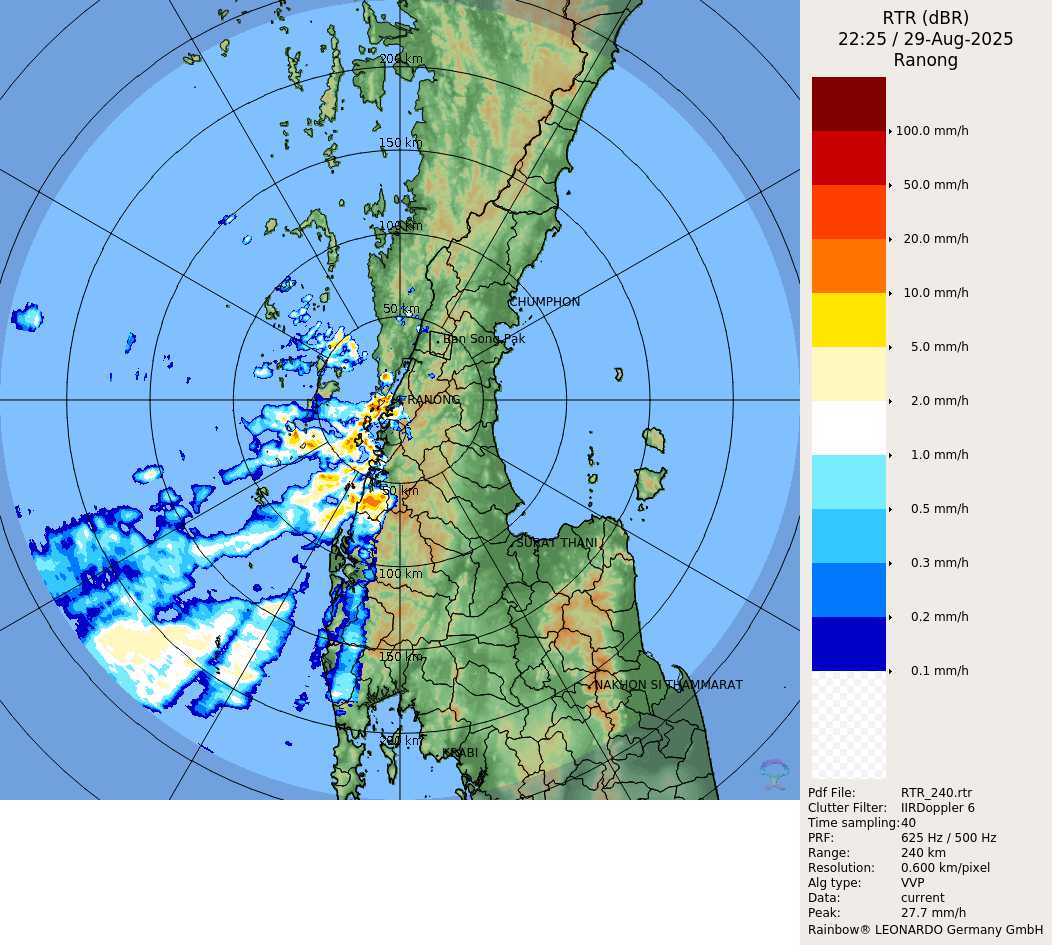 RTR (dBR)
22:25 / 29-Aug-2025
Ranong
200 km
150 km
100 km
50 km
CHUMPHON
Ban Song Pak
RANONG
50 km
SURAT THANI
100 km
150 km
NAKHON SI THAMMARAT
200 km
KRABI
100.0 mm/h
50.0 mm/h
20.0 mm/h
10.0 mm/h
5.0 mm/h
2.0 mm/h
1.0 mm/h
0.5 mm/h
0.3 mm/h
0.2 mm/h
0.1 mm/h
Pdf File: RTR_240.rtr
Clutter Filter: IIRDoppler 6
Time sampling:40
PRF: 625 Hz / 500 Hz
Range: 240 km
Resolution: 0.600 km/pixel
Alg type: VVP
Data: current
Peak: 27.7 mm/h
Rainbow® LEONARDO Germany GmbH